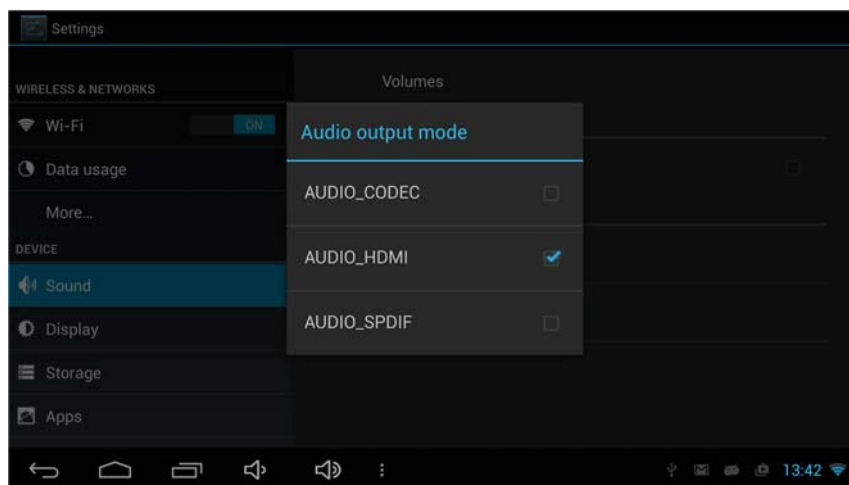 Settings
WIRELESS & NETWORKS
Wi-Fi ON
Data usage
More...
DEVICE
Sound
Display
Storage
Apps
Volumes
Audio output mode
AUDIO_CODEC
AUDIO_HDMI
AUDIO_SPDIF
13:42